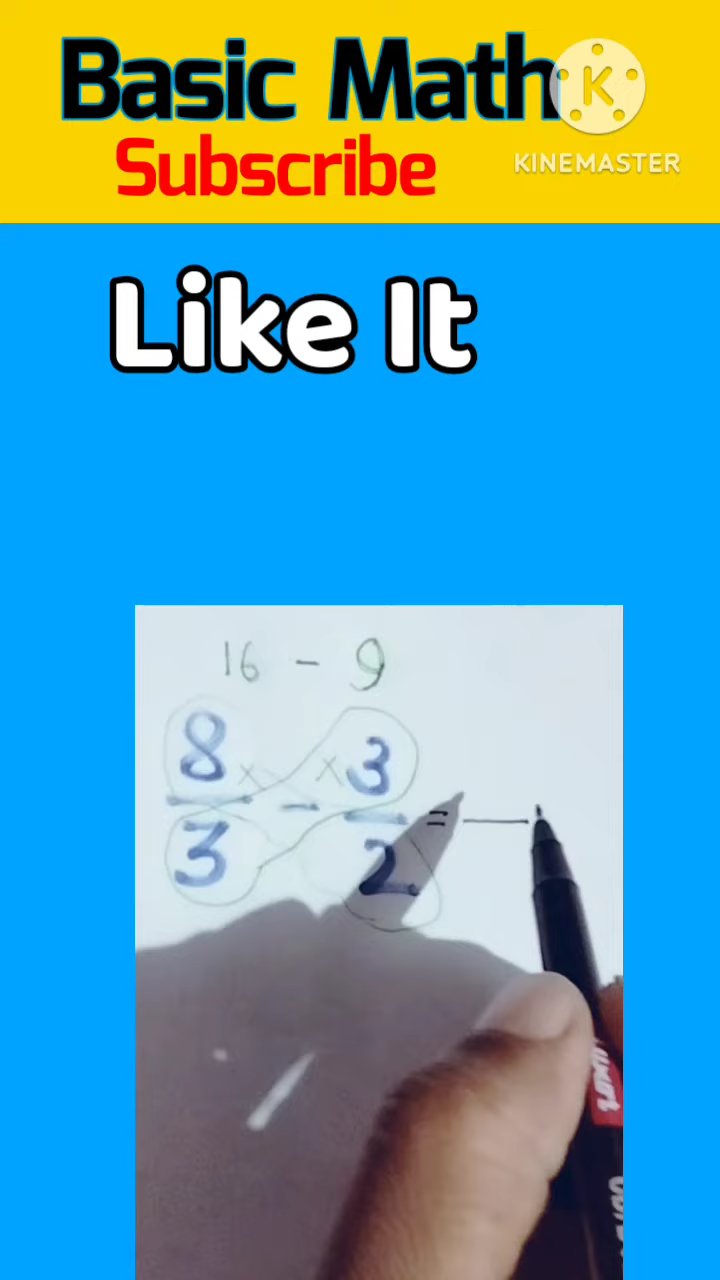 Basic Math
Subscribe
K
KINEMASTER
Like It
16 - 9
8/3 × - × 3/2 = —